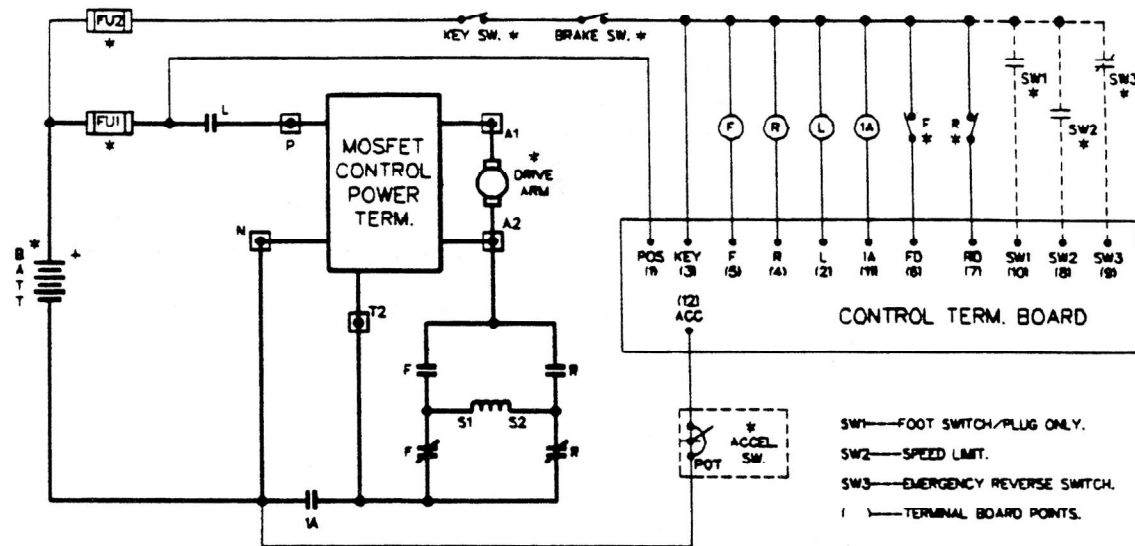 FU2
*
KEY SW. *
BRAKE SW. *
FU1
*
L
P
MOSFET
CONTROL
POWER
TERM.
A1
*
DRIVE
ARM
A2
N
T2
*
BATT
+
F
R
S1
S2
F
R
1A
F
R
L
1A
F
*
R
*
SW1
*
SW2
*
SW3
*
POS
(1)
KEY
(3)
F
(5)
R
(4)
L
(2)
1A
(11)
FD
(6)
RD
(7)
SW1
(10)
SW2
(8)
SW3
(9)
(12)
ACC
CONTROL TERM. BOARD
*
ACCEL
SW.
POT
SW1----FOOT SWITCH/PLUG ONLY.
SW2----SPEED LIMIT.
SW3----EMERGENCY REVERSE SWITCH.
( )----TERMINAL BOARD POINTS.